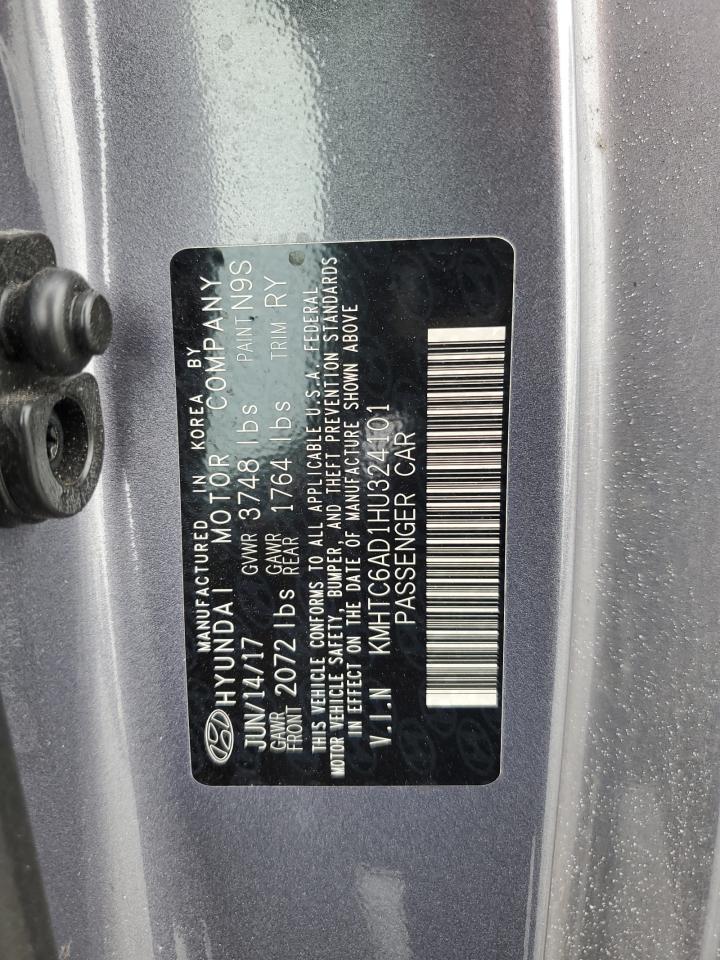 MANUFACTURED IN KOREA BY
HYUNDAI MOTOR COMPANY
JUN/14/17 GVWR 3748 lbs PAINT N9S
GAWR FRONT 2072 lbs GAWR REAR 1764 lbs TRIM RY
THIS VEHICLE CONFORMS TO ALL APPLICABLE U.S.A. FEDERAL
MOTOR VEHICLE SAFETY, BUMPER, AND THEFT PREVENTION STANDARDS
IN EFFECT ON THE DATE OF MANUFACTURE SHOWN ABOVE
V.I.N KMHTC6AD1HU324101
PASSENGER CAR